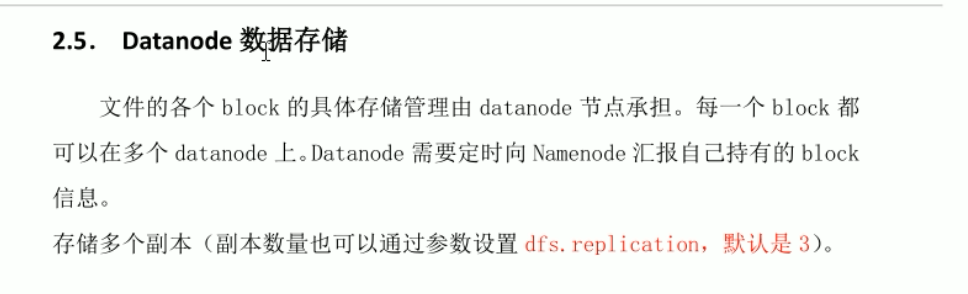 2.5. Datanode 数据存储
文件的各个 block 的具体存储管理由 datanode 节点承担。每一个 block 都
可以在多个 datanode 上。Datanode 需要定时向 Namenode 汇报自己持有的 block
信息。
存储多个副本（副本数量也可以通过参数设置 dfs.replication，默认是 3）。